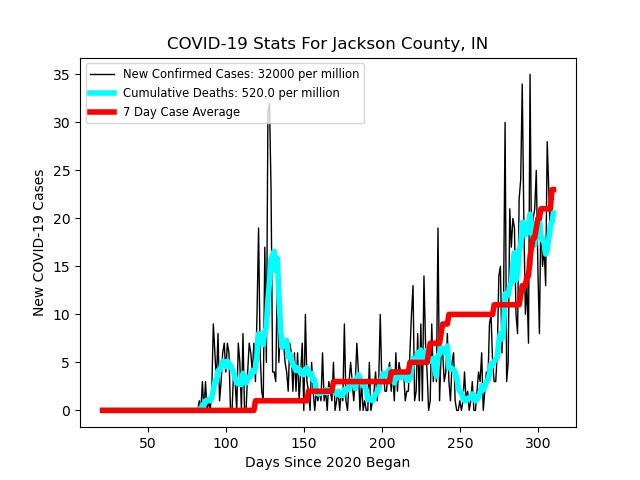 COVID-19 Stats For Jackson County, IN
New Confirmed Cases: 32000 per million
Cumulative Deaths: 520.0 per million
7 Day Case Average
35
30
25
20
15
10
5
0
New COVID-19 Cases
50 100 150 200 250 300
Days Since 2020 Began